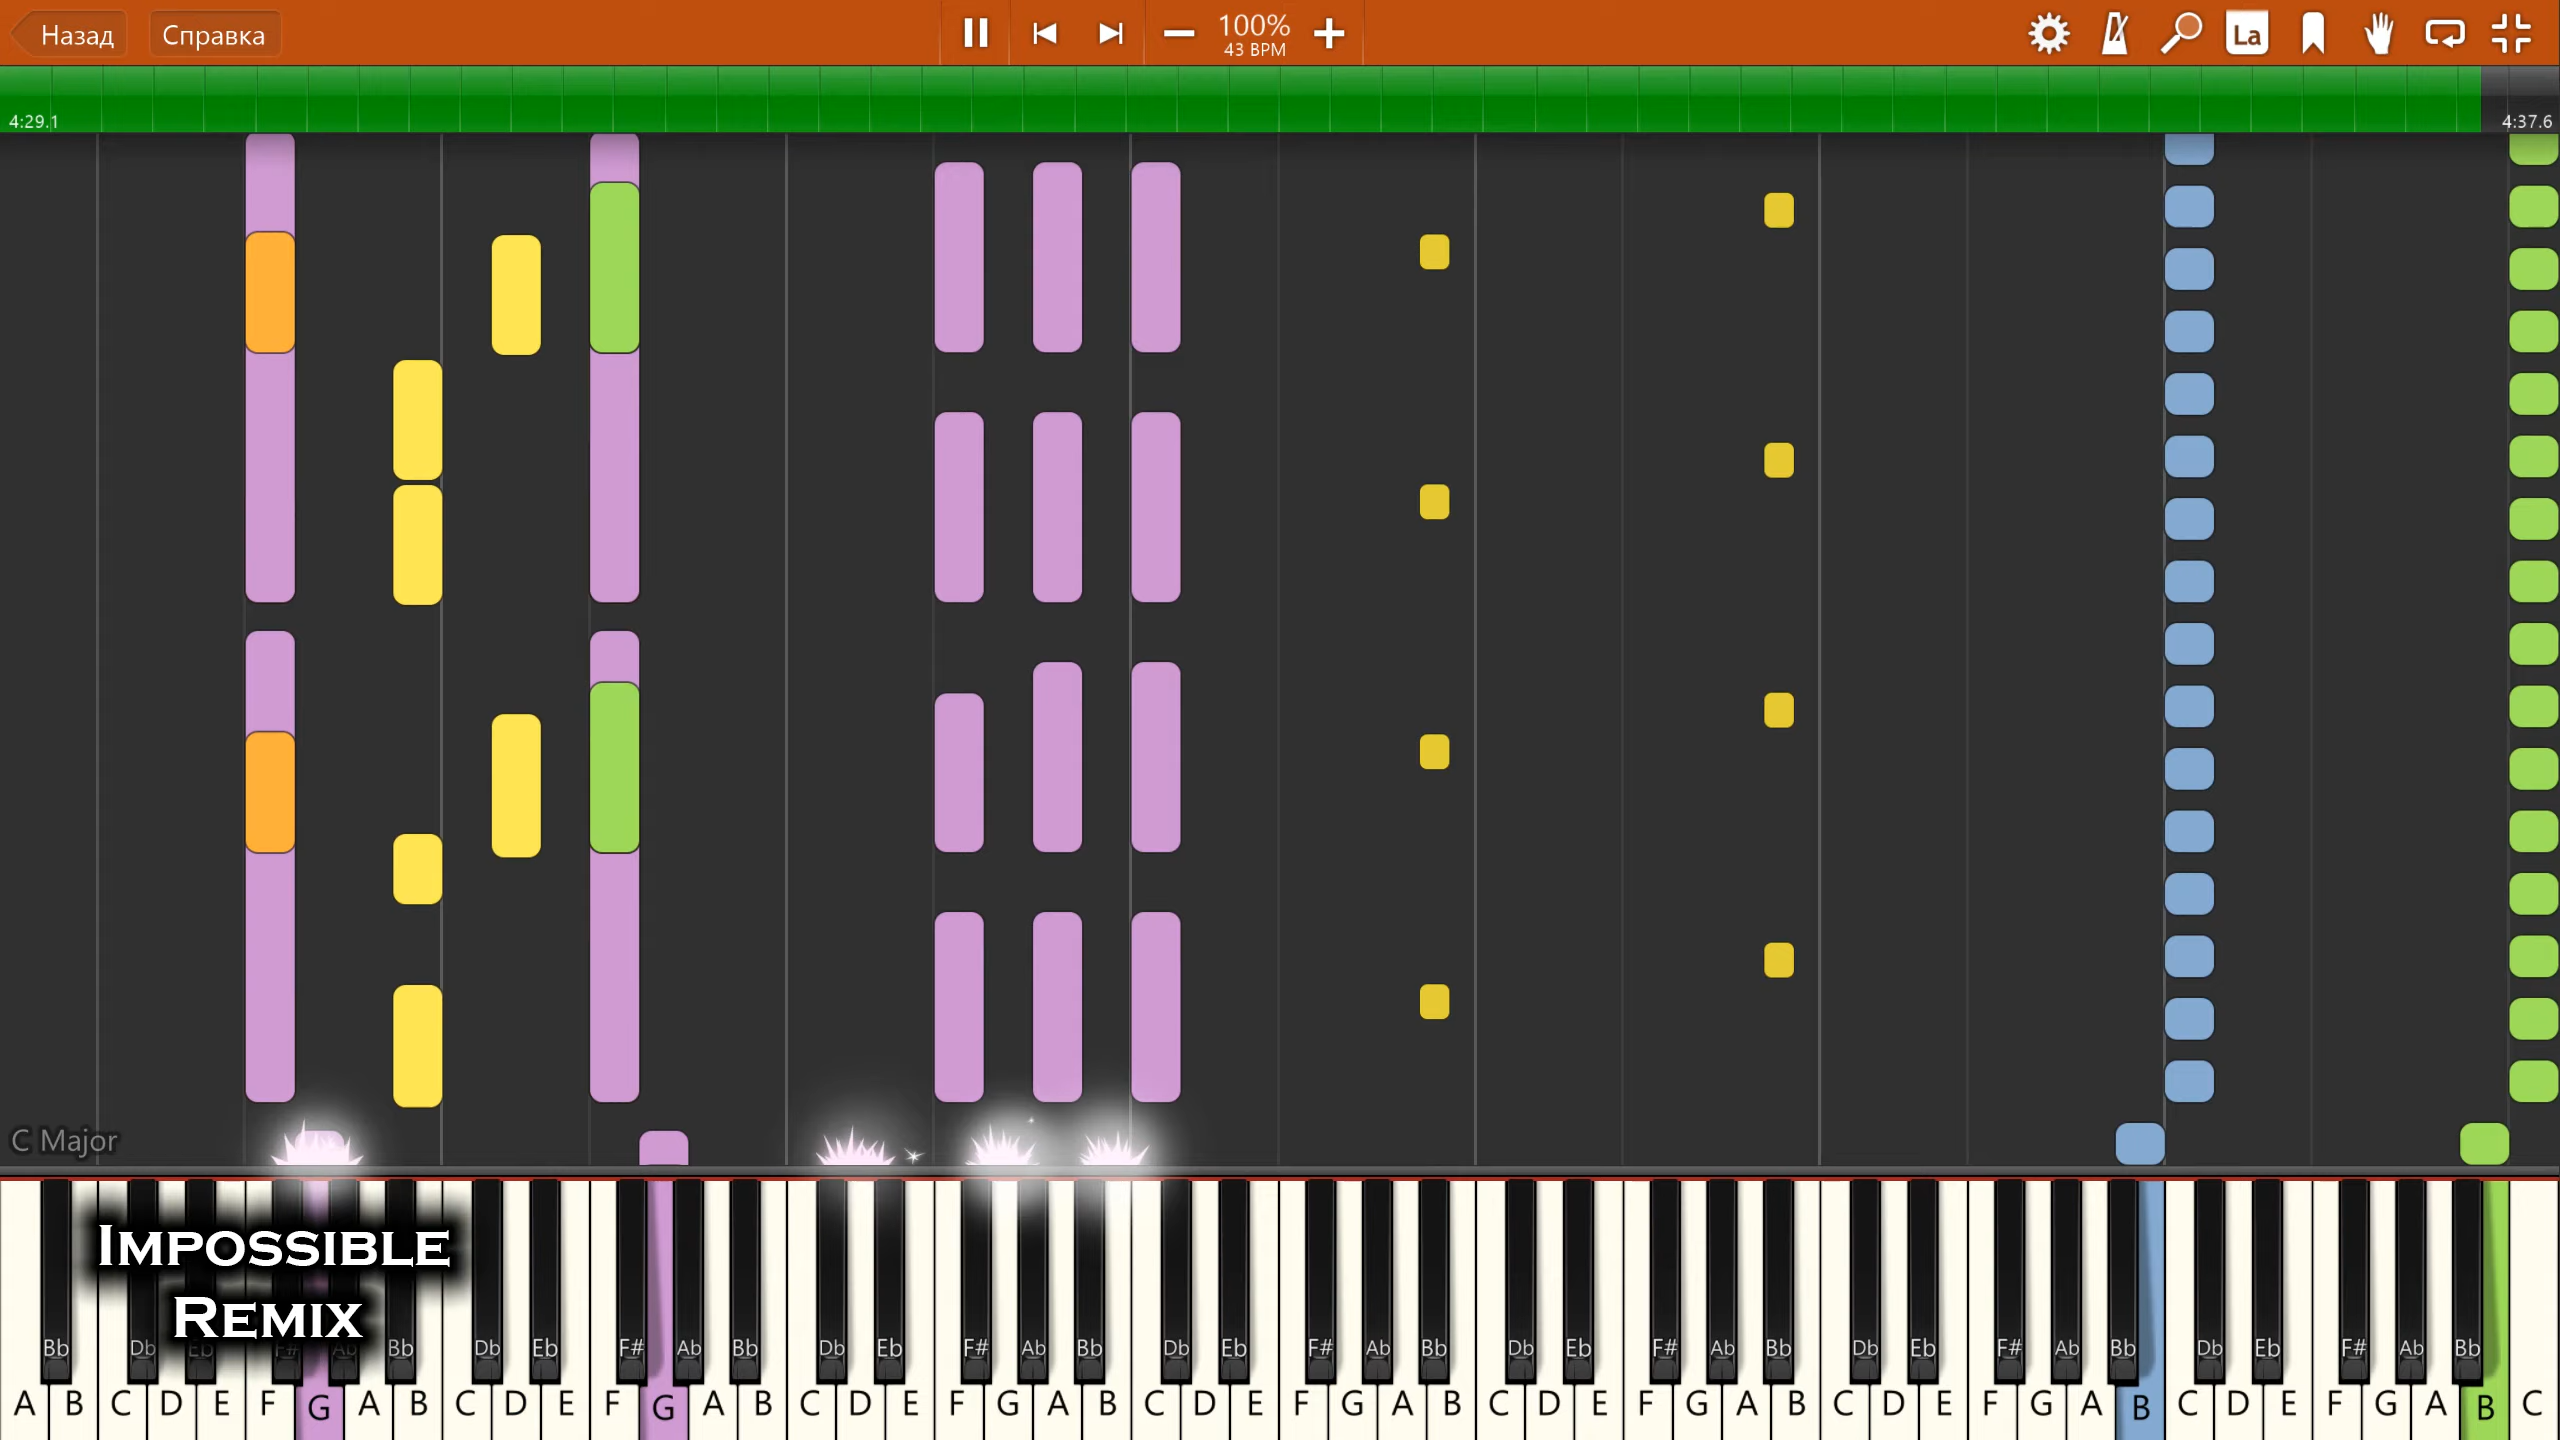 Назад
Справка
100%
43 BPM
La
4:29.1
4:37.6
C Major
Impossible
Remix
Bb Db Eb F# Ab Bb Db Eb F# Ab Bb Db Eb F# Ab Bb Db Eb F# Ab Bb Db Eb F# Ab Bb Db Eb F# Ab Bb Db Eb F# Ab Bb
A B C D E F G A B C D E F G A B C D E F G A B C D E F G A B C D E F G A B C D E F G A B C D E F G A B C